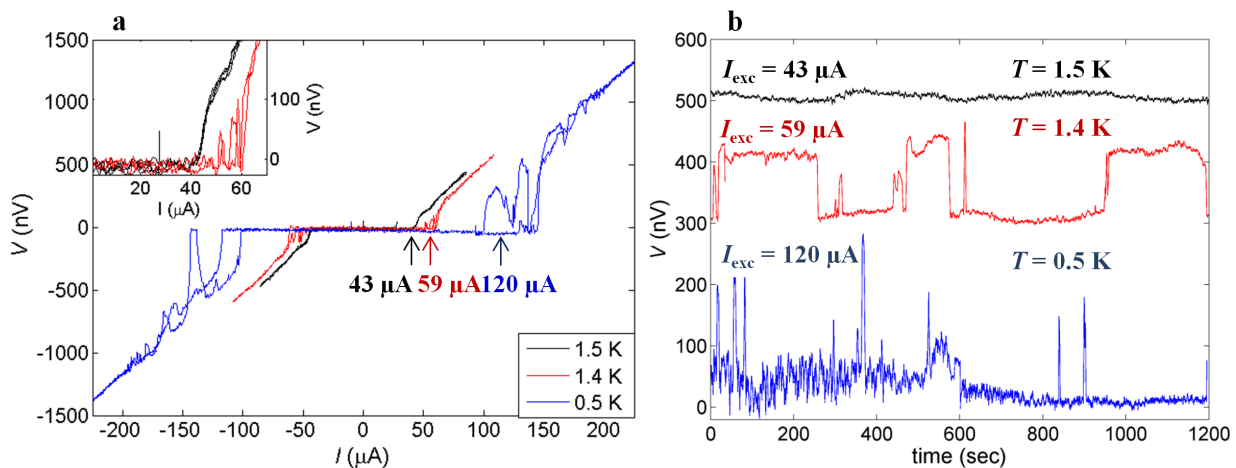 a
1500
1000
500
0
-500
-1000
-1500
V (nV)
-200 -150 -100 -50 0 50 100 150 200
I (μA)
100
0
V (nV)
20 40 60
I (μA)
43 μA 59 μA 120 μA
1.5 K
1.4 K
0.5 K
b
600
500
400
300
200
100
0
V (nV)
0 200 400 600 800 1000 1200
time (sec)
Iexc = 43 μA T = 1.5 K
Iexc = 59 μA T = 1.4 K
Iexc = 120 μA T = 0.5 K